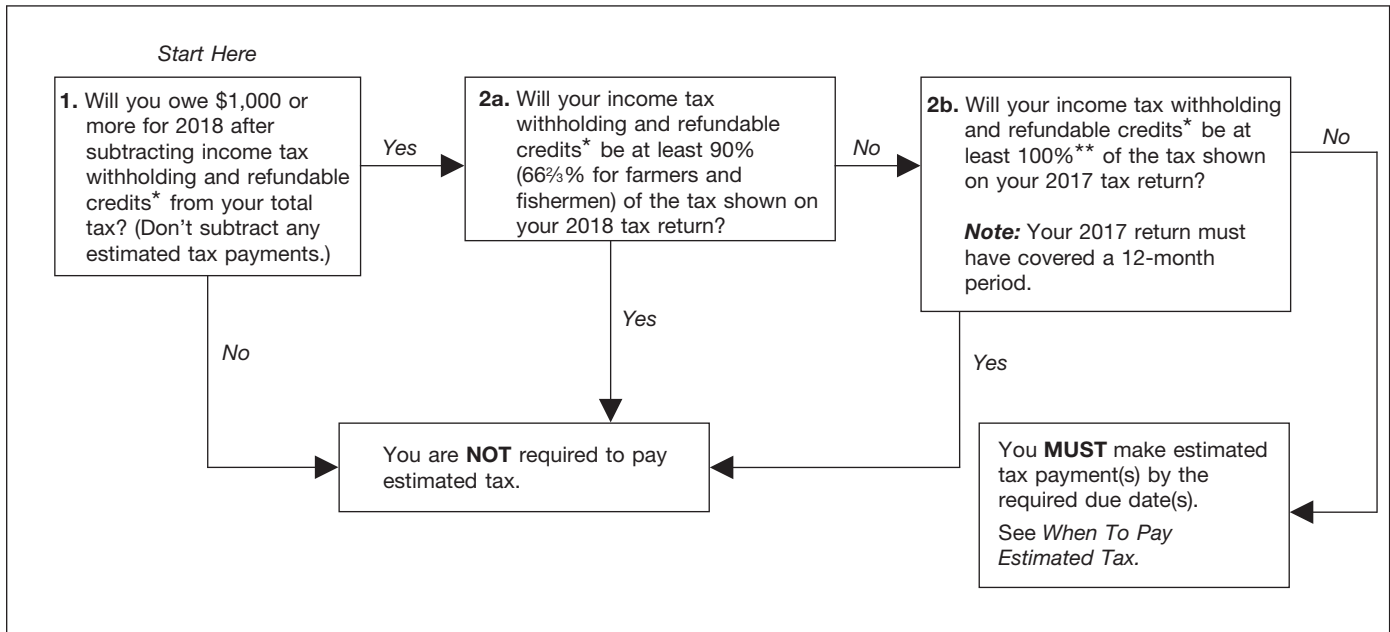 Start Here
1. Will you owe $1,000 or
more for 2018 after
subtracting income tax
withholding and refundable
credits* from your total
tax? (Don't subtract any
estimated tax payments.)
Yes
2a. Will your income tax
withholding and refundable
credits* be at least 90%
(66⅔% for farmers and
fishermen) of the tax shown on
your 2018 tax return?
No
2b. Will your income tax withholding
and refundable credits* be at
least 100%** of the tax shown
on your 2017 tax return?
Note: Your 2017 return must
have covered a 12-month
period.
No
No
Yes
Yes
You are NOT required to pay
estimated tax.
You MUST make estimated
tax payment(s) by the
required due date(s).
See When To Pay
Estimated Tax.